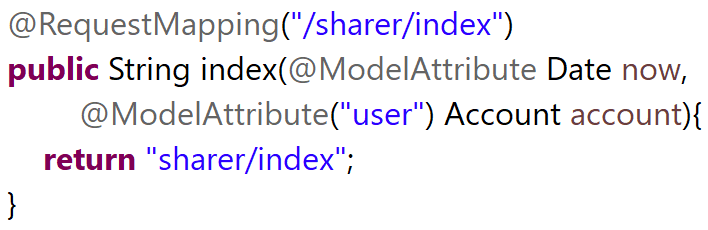 @RequestMapping("/sharer/index")
public String index(@ModelAttribute Date now,
@ModelAttribute("user") Account account){
return "sharer/index";
}